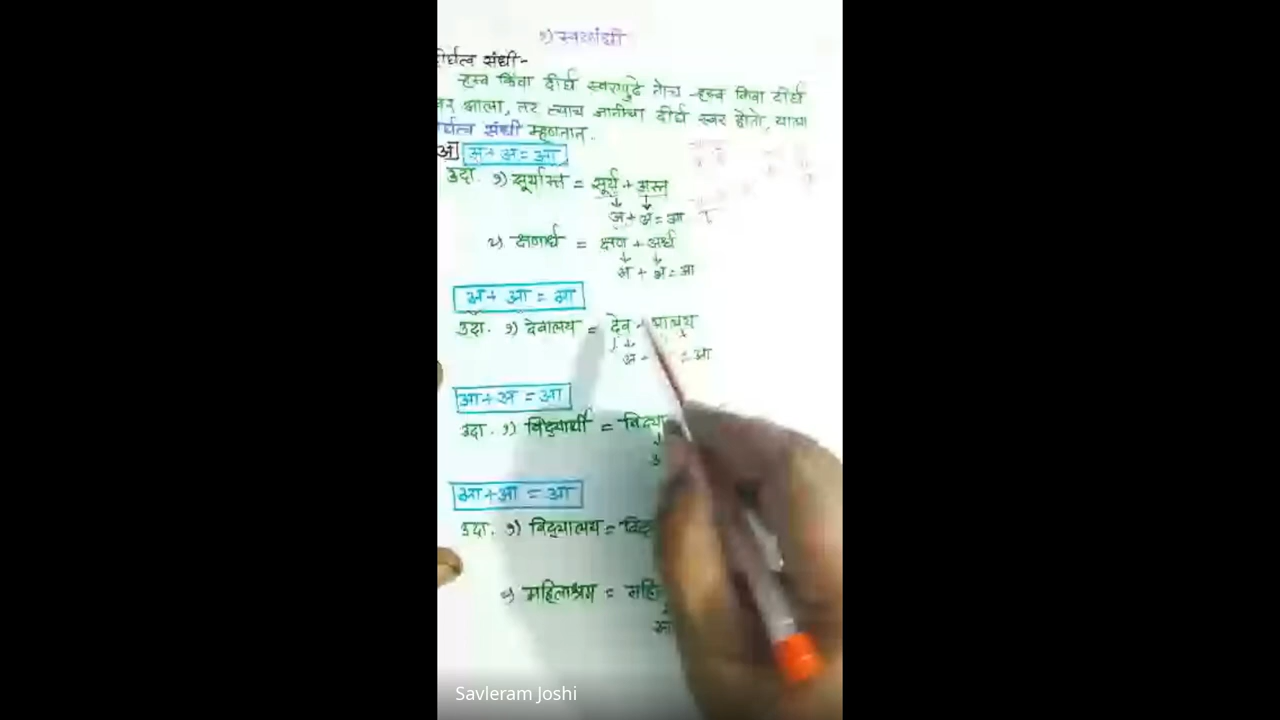 १) स्वरसंधी
दीर्घत्व संधी-
ऱ्हस्व किंवा दीर्घ स्वरापुढे तोच ऱ्हस्व किंवा दीर्घ
स्वर आला, तर त्याच जातीचा दीर्घ स्वर होतो, याला
र्घत्व संधी म्हणतात.
अ] अ + अ = आ
उदा. १) सूर्यास्त = सूर्य + अस्त
अ + अ = आ
२) क्षणार्ध = क्षण + अर्ध
अ + अ = आ
अ + आ = आ
उदा. १) देवालय = देव + आलय
अ = आ
आ + अ = आ
उदा. १) विद्यार्थी = विद्या
आ + आ = आ
उदा. १) विद्यालय =
२) महिलाश्रम = महि
Savleram Joshi